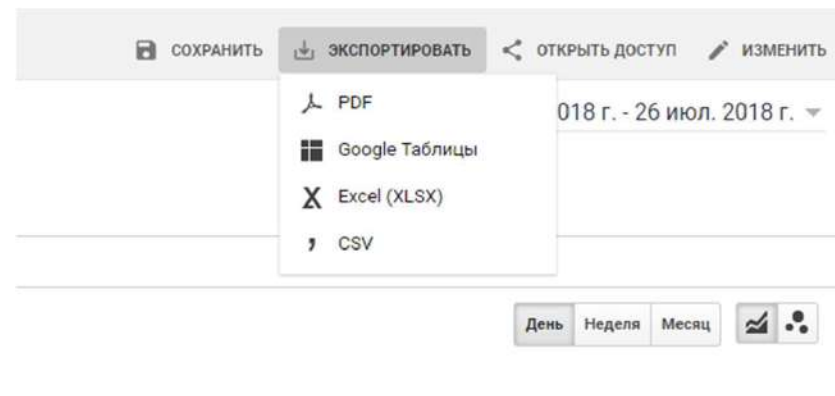 СОХРАНИТЬ ЭКСПОРТИРОВАТЬ ОТКРЫТЬ ДОСТУП ИЗМЕНИТЬ
PDF
018 г. - 26 июл. 2018 г.
Google Таблицы
Excel (XLSX)
CSV
День Неделя Месяц